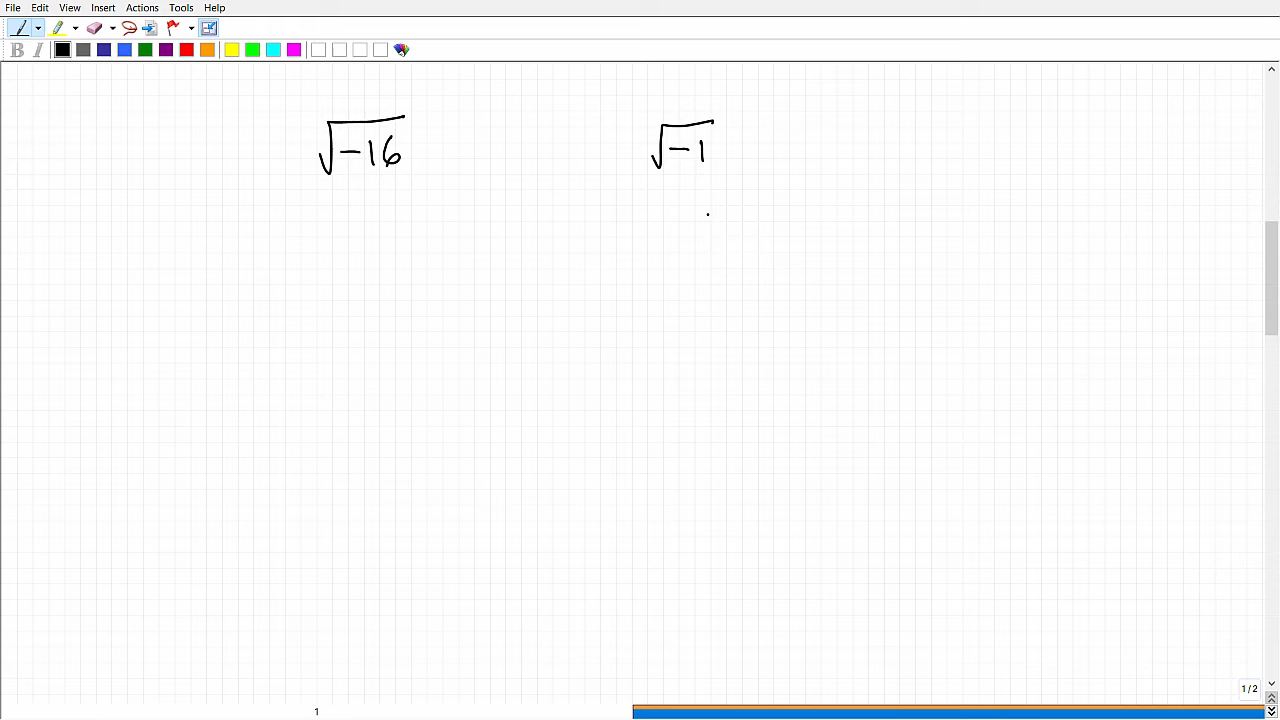 File Edit View Insert Actions Tools Help
B I
√-16 √-1
1/2
1